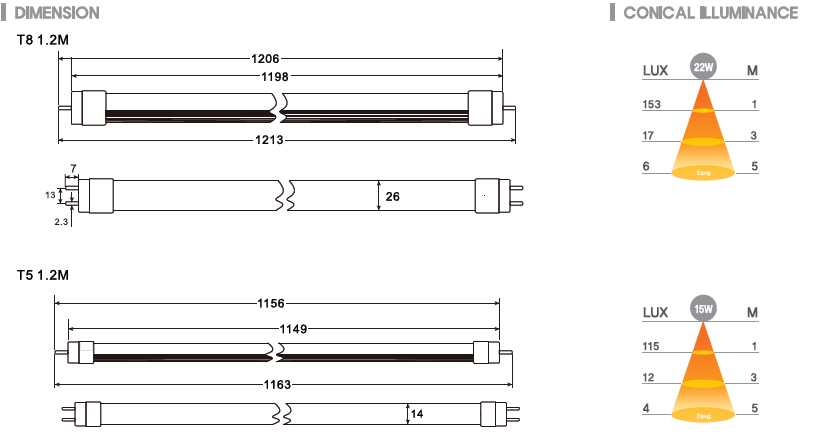 DIMENSION
CONICAL ILLUMINANCE
T8 1.2M
1206
1198
1213
7
13
2.3
26
22W
LUX M
153 1
17 3
6 5
Eavg
T5 1.2M
1156
1149
1163
14
15W
LUX M
115 1
12 3
4 5
Eavg